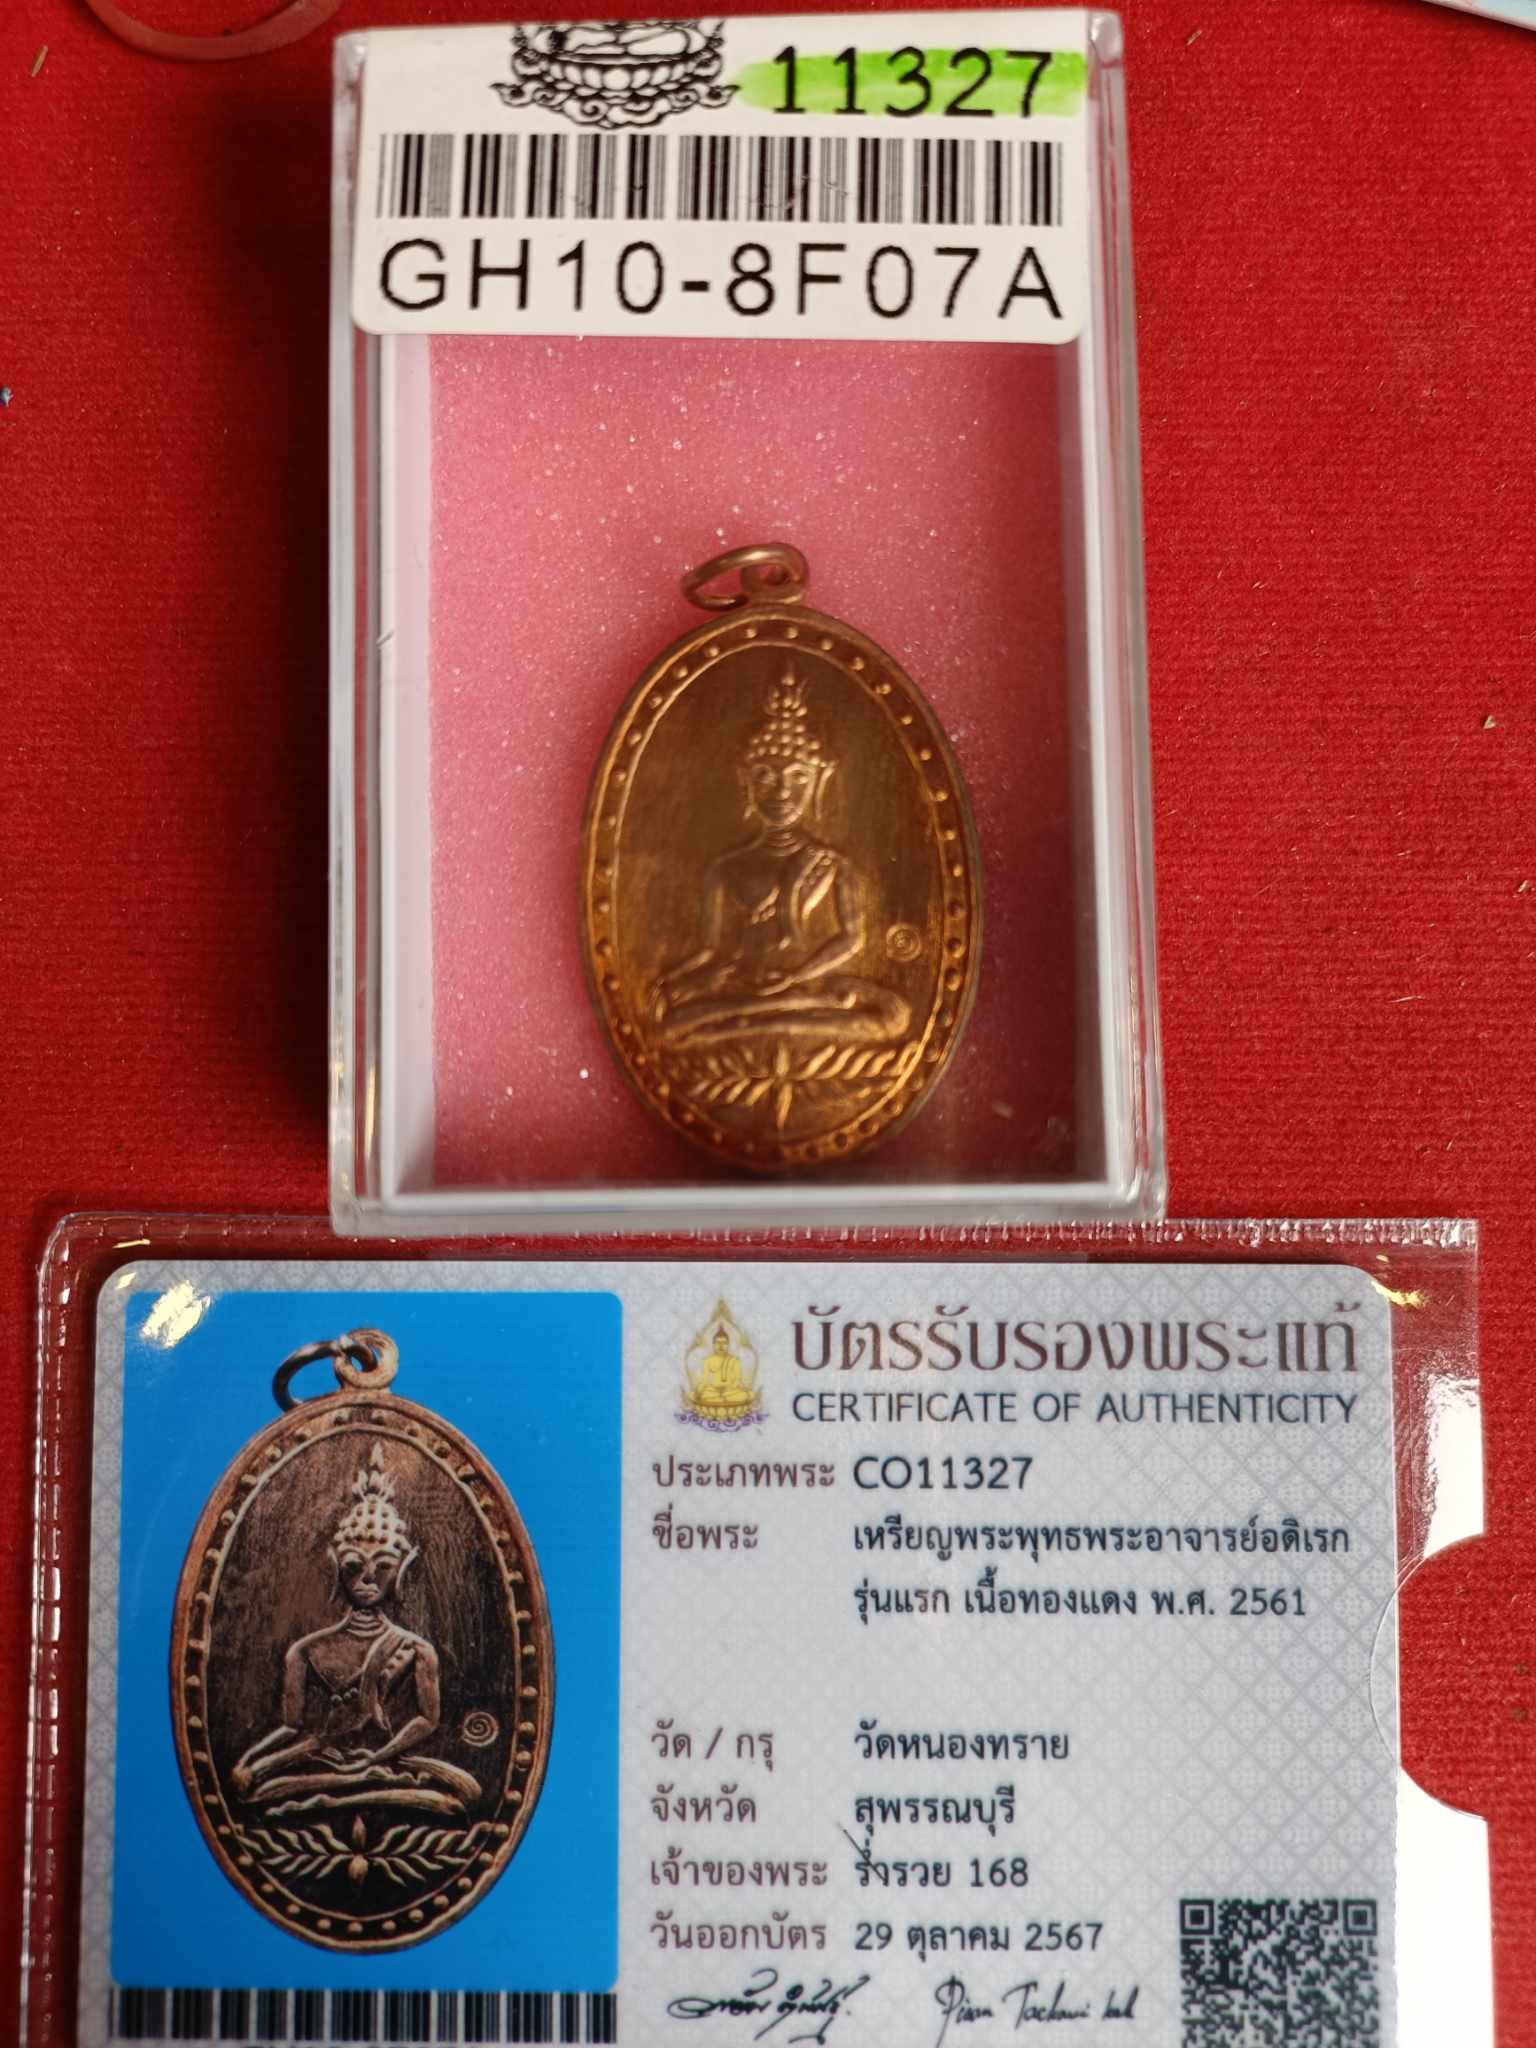 11327
GH10-8F07A
บัตรรับรองพระแท้
CERTIFICATE OF AUTHENTICITY
ประเภทพระ CO11327
ชื่อพระ เหรียญพระพุทธพระอาจารย์อดิเรก
รุ่นแรก เนื้อทองแดง พ.ศ. 2561
วัด / กรุ วัดหนองทราย
จังหวัด สุพรรณบุรี
เจ้าของพระ ร่ำรวย 168
วันออกบัตร 29 ตุลาคม 2567